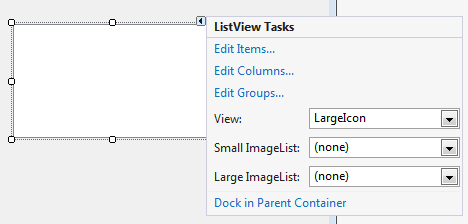 ListView Tasks
Edit Items...
Edit Columns...
Edit Groups...
View: LargeIcon
Small ImageList: (none)
Large ImageList: (none)
Dock in Parent Container